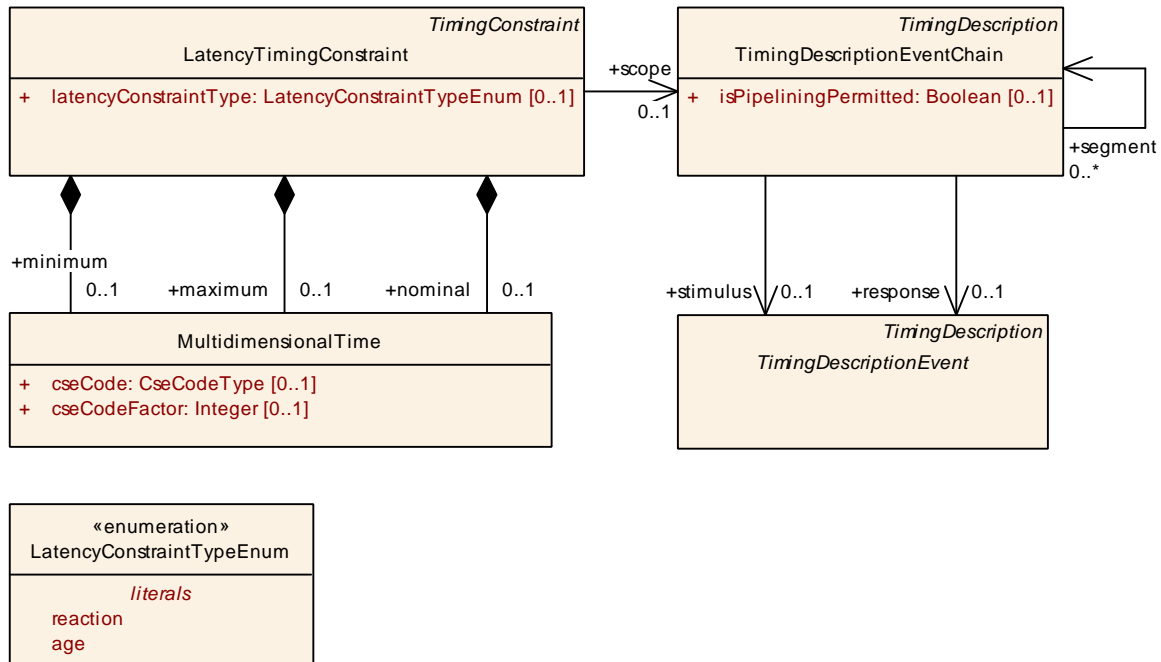 TimingConstraint
LatencyTimingConstraint
+ latencyConstraintType: LatencyConstraintTypeEnum [0..1]
+scope
0..1
TimingDescription
TimingDescriptionEventChain
+ isPipeliningPermitted: Boolean [0..1]
+segment
0..*
+minimum
0..1
+maximum
0..1
+nominal
0..1
+stimulus
0..1
+response
0..1
MultidimensionalTime
+ cseCode: CseCodeType [0..1]
+ cseCodeFactor: Integer [0..1]
TimingDescription
TimingDescriptionEvent
«enumeration»
LatencyConstraintTypeEnum
literals
reaction
age